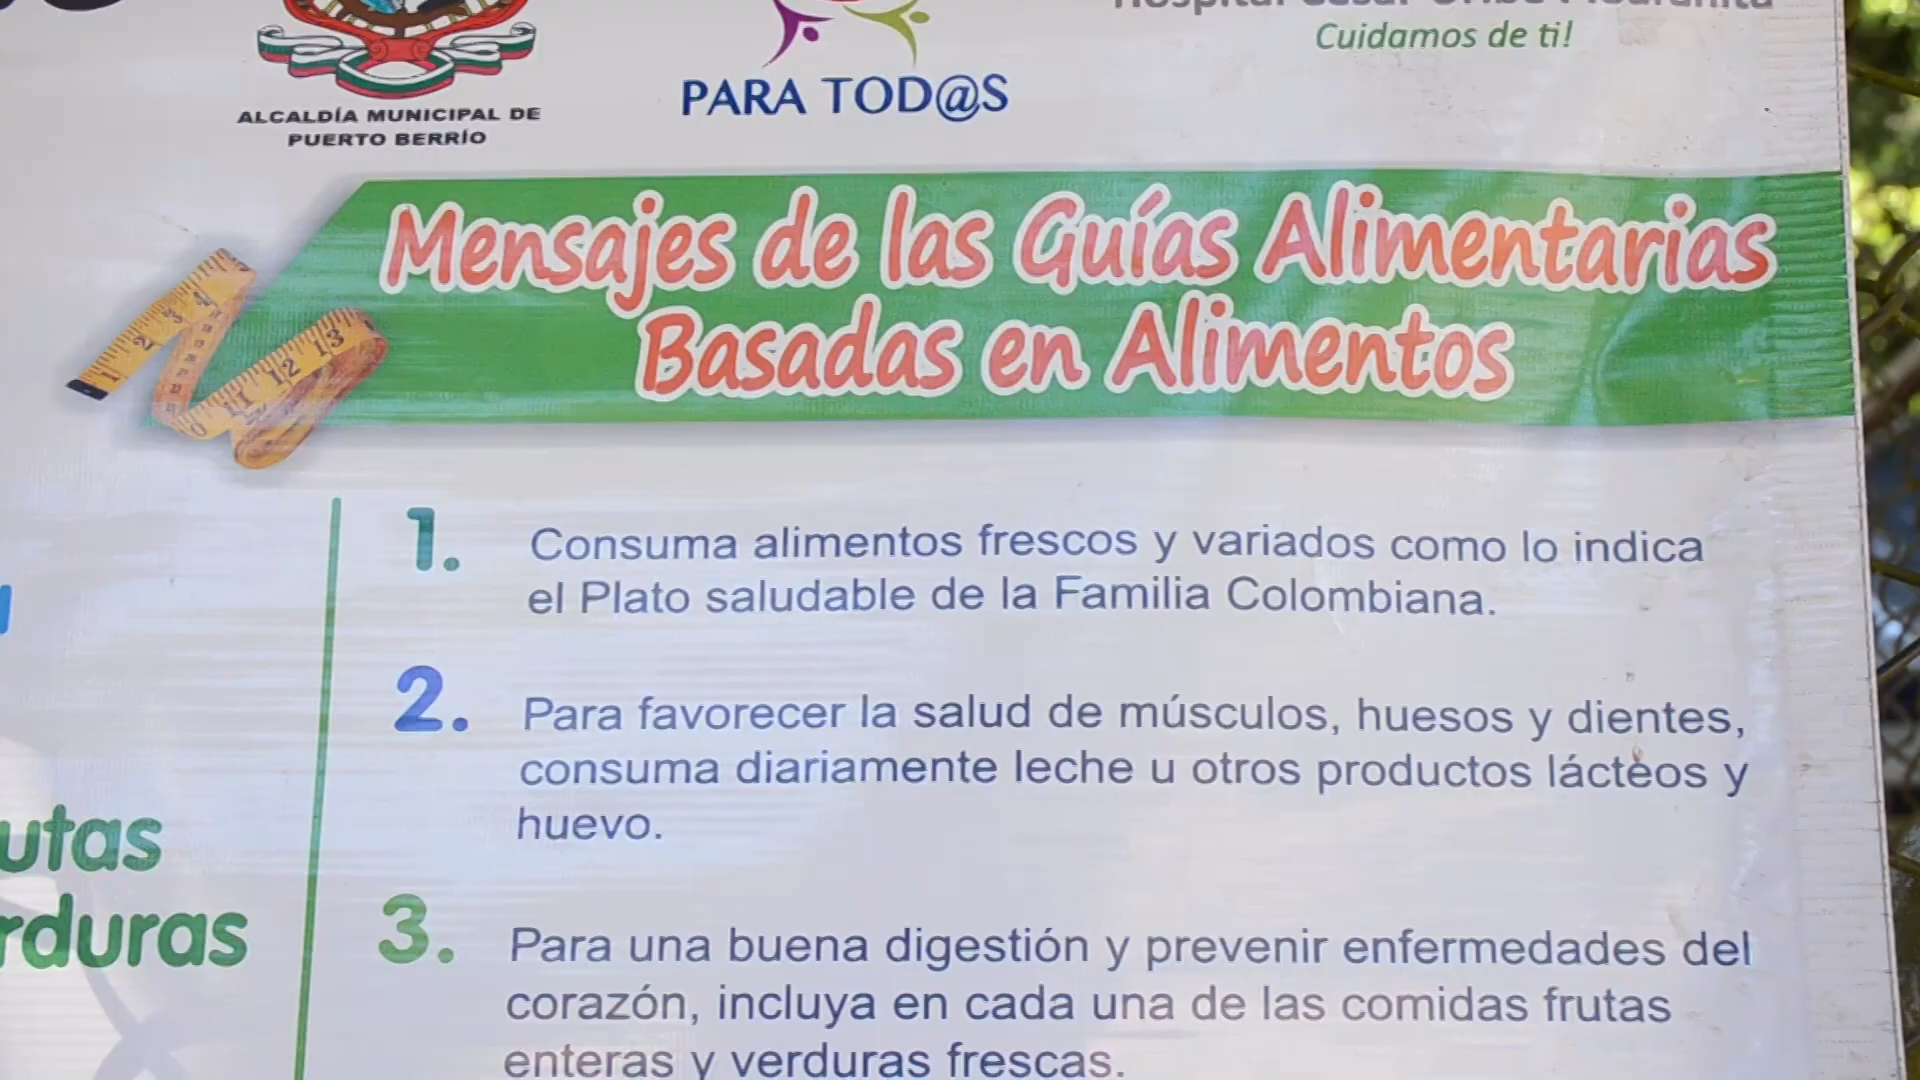 Cuidamos de ti!
PARA TOD@S
ALCALDÍA MUNICIPAL DE
PUERTO BERRÍO
Mensajes de las Guías Alimentarias
Basadas en Alimentos
1. Consuma alimentos frescos y variados como lo indica
el Plato saludable de la Familia Colombiana.
2. Para favorecer la salud de músculos, huesos y dientes,
consuma diariamente leche u otros productos lácteos y
huevo.
utas
rduras
3. Para una buena digestión y prevenir enfermedades del
corazón, incluya en cada una de las comidas frutas
enteras y verduras frescas.